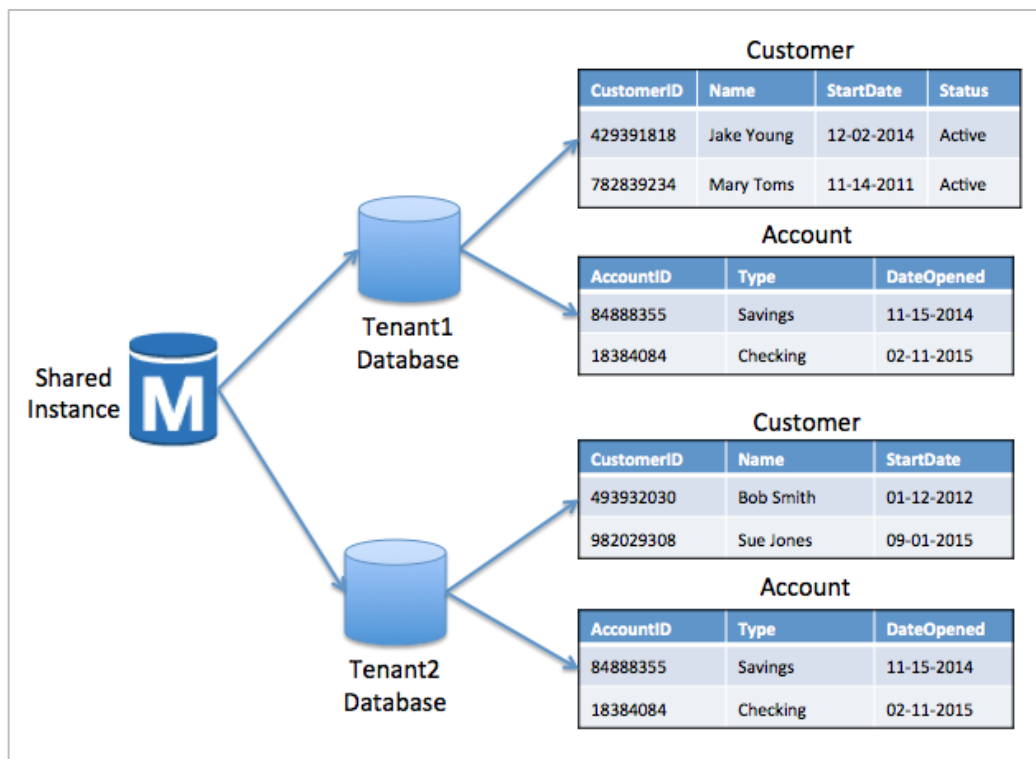 Customer
CustomerID Name StartDate Status
429391818 Jake Young 12-02-2014 Active
782839234 Mary Toms 11-14-2011 Active
Account
AccountID Type DateOpened
84888355 Savings 11-15-2014
18384084 Checking 02-11-2015
Tenant1
Database
Shared
Instance
M
Customer
CustomerID Name StartDate
493932030 Bob Smith 01-12-2012
982029308 Sue Jones 09-01-2015
Account
AccountID Type DateOpened
84888355 Savings 11-15-2014
18384084 Checking 02-11-2015
Tenant2
Database